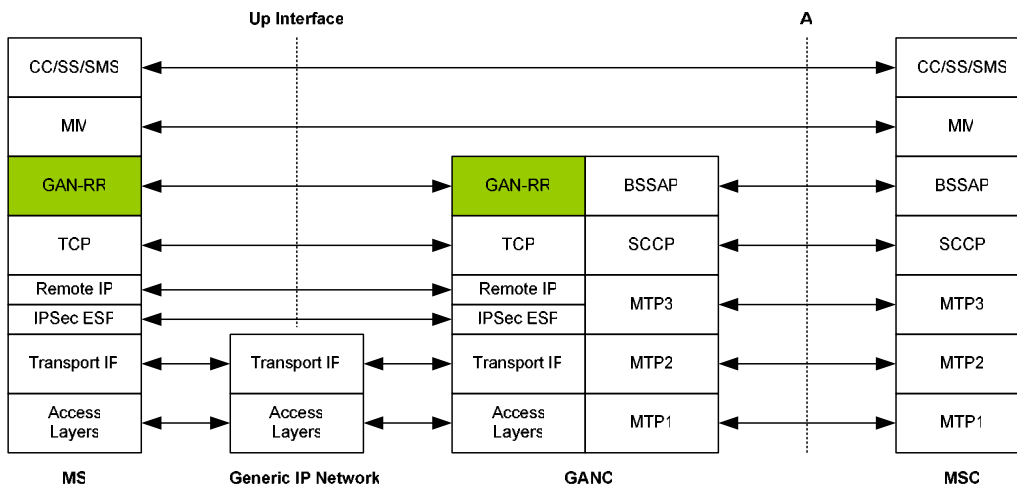 Up Interface
A
CC/SS/SMS
CC/SS/SMS
MM
MM
GAN-RR
GAN-RR
BSSAP
BSSAP
TCP
TCP
SCCP
SCCP
Remote IP
Remote IP
MTP3
MTP3
IPSec ESP
IPSec ESP
Transport IP
Transport IP
Transport IP
MTP2
MTP2
Access
Layers
Access
Layers
Access
Layers
MTP1
MTP1
MS
Generic IP Network
GANC
MSC